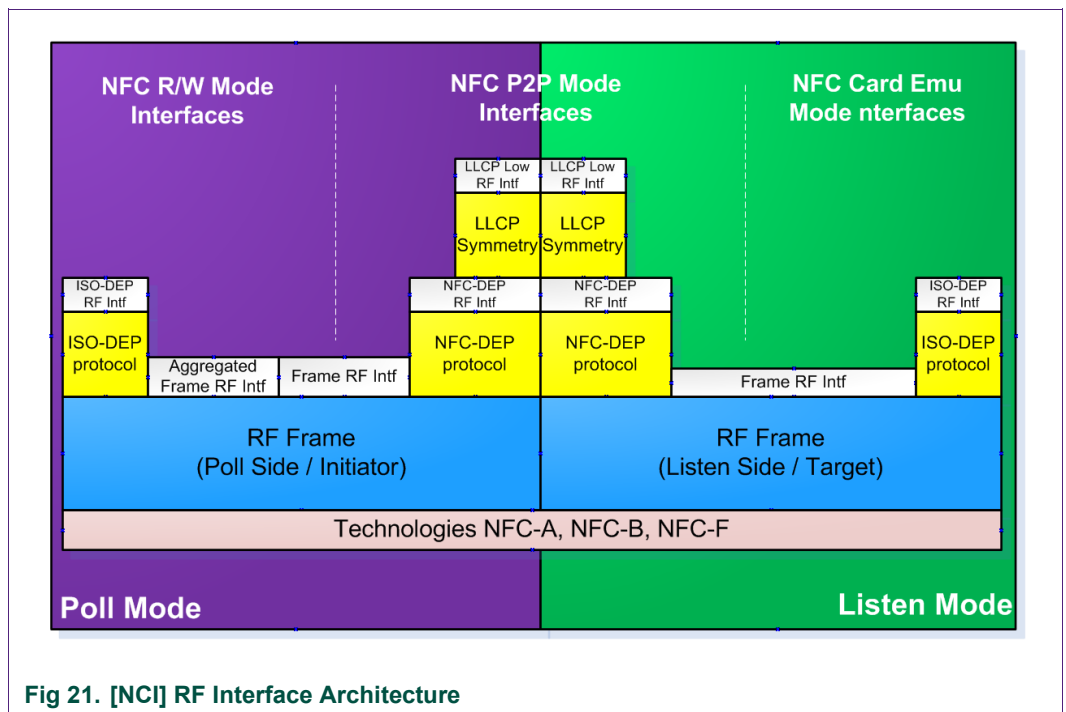 NFC R/W Mode
Interfaces
NFC P2P Mode
Interfaces
NFC Card Emu
Mode nterfaces
LLCP Low
RF Intf
LLCP Low
RF Intf
LLCP
Symmetry
LLCP
Symmetry
ISO-DEP
RF Intf
NFC-DEP
RF Intf
NFC-DEP
RF Intf
ISO-DEP
RF Intf
ISO-DEP
protocol
Aggregated
Frame RF Intf
Frame RF Intf
NFC-DEP
protocol
NFC-DEP
protocol
Frame RF Intf
ISO-DEP
protocol
RF Frame
(Poll Side / Initiator)
RF Frame
(Listen Side / Target)
Technologies NFC-A, NFC-B, NFC-F
Poll Mode
Listen Mode
Fig 21. [NCI] RF Interface Architecture